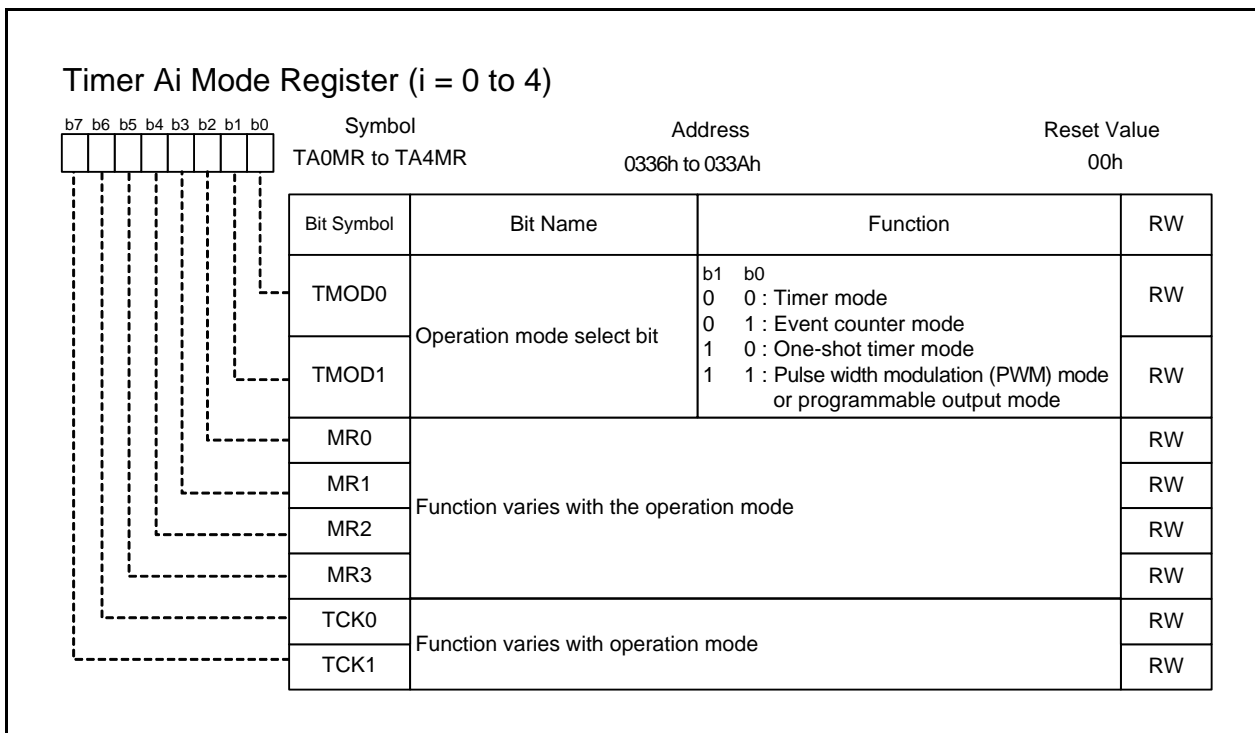 Timer Ai Mode Register (i = 0 to 4)
b7 b6 b5 b4 b3 b2 b1 b0
Symbol Address Reset Value
TA0MR to TA4MR 0336h to 033Ah 00h
Bit Symbol Bit Name Function RW
TMOD0 Operation mode select bit b1 b0 RW
0 0 : Timer mode
0 1 : Event counter mode
1 0 : One-shot timer mode
TMOD1 1 1 : Pulse width modulation (PWM) mode RW
or programmable output mode
MR0 Function varies with the operation mode RW
MR1 RW
MR2 RW
MR3 RW
TCK0 Function varies with operation mode RW
TCK1 RW